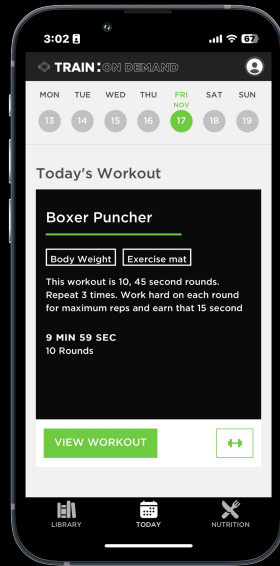 3:02
67
TRAIN:ON DEMAND
MON TUE WED THU FRI SAT SUN
NOV
13 14 15 16 17 18 19
Today's Workout
Boxer Puncher
Body Weight Exercise mat
This workout is 10, 45 second rounds.
Repeat 3 times. Work hard on each round
for maximum reps and earn that 15 second
9 MIN 59 SEC
10 Rounds
VIEW WORKOUT
LIBRARY TODAY NUTRITION